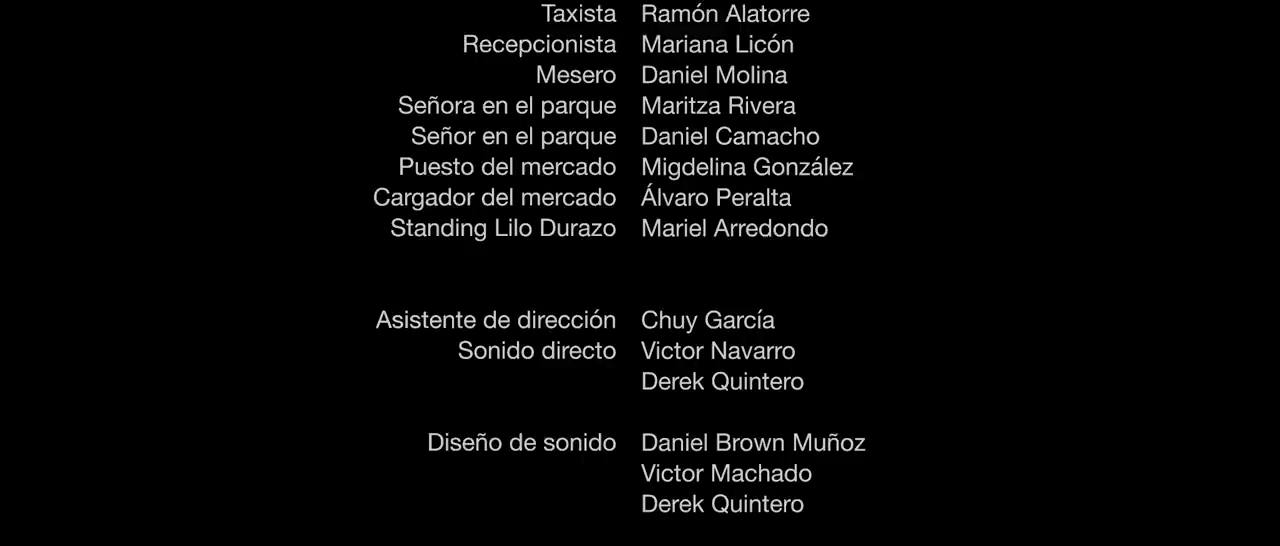 Taxista Ramón Alatorre
Recepcionista Mariana Licón
Mesero Daniel Molina
Señora en el parque Maritza Rivera
Señor en el parque Daniel Camacho
Puesto del mercado Migdelina González
Cargador del mercado Álvaro Peralta
Standing Lilo Durazo Mariel Arredondo
Asistente de dirección Chuy García
Sonido directo Victor Navarro
Derek Quintero
Diseño de sonido Daniel Brown Muñoz
Victor Machado
Derek Quintero